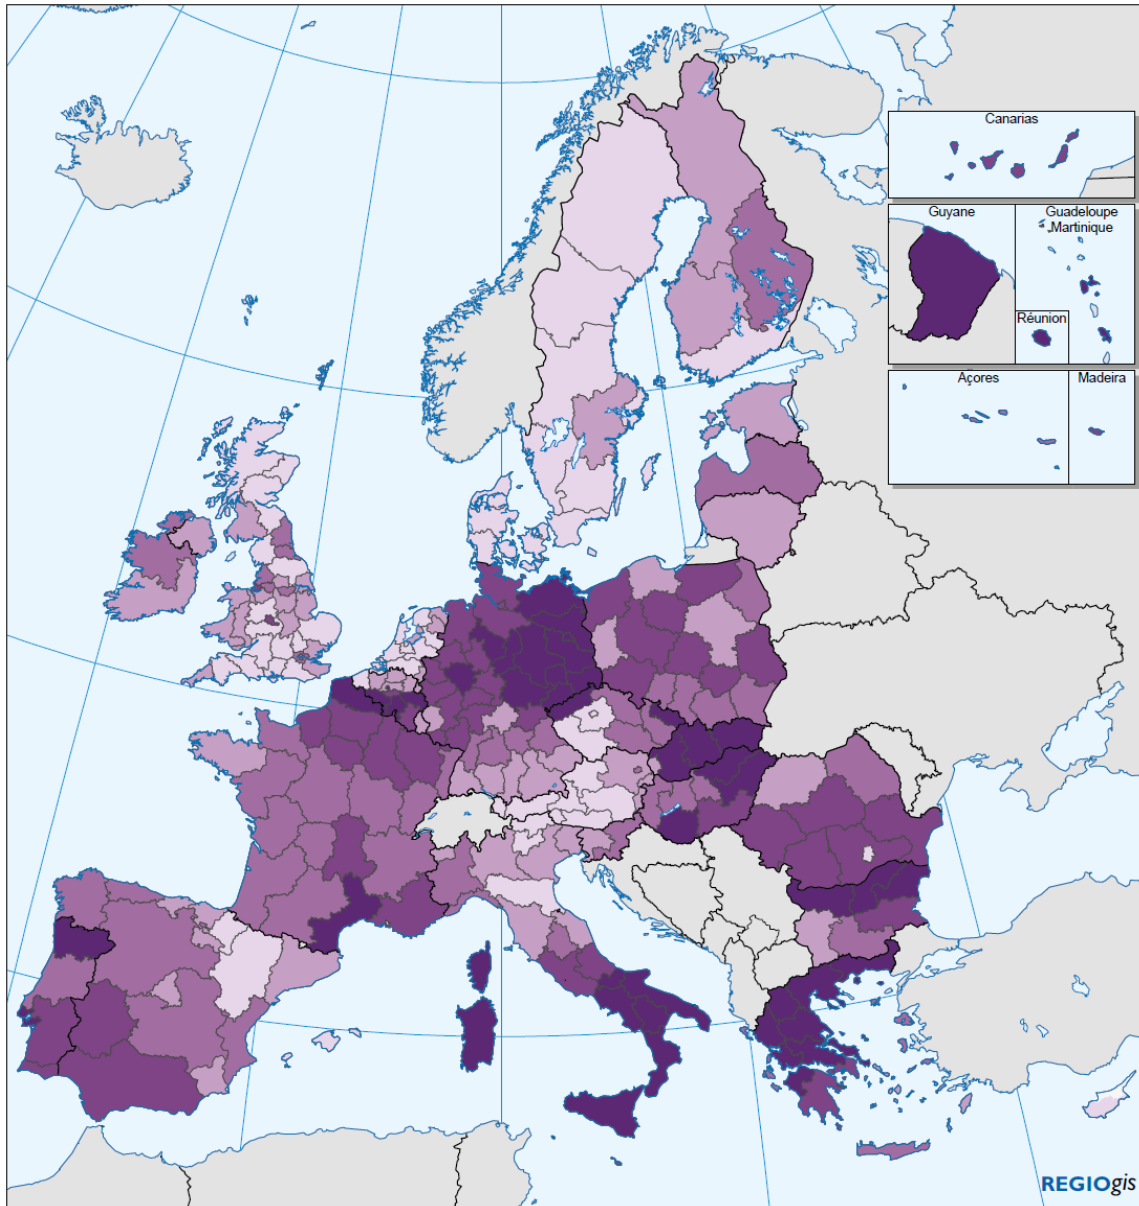 Canarias
Guyane
Guadeloupe
Martinique
Réunion
Açores
Madeira
REGIOgis